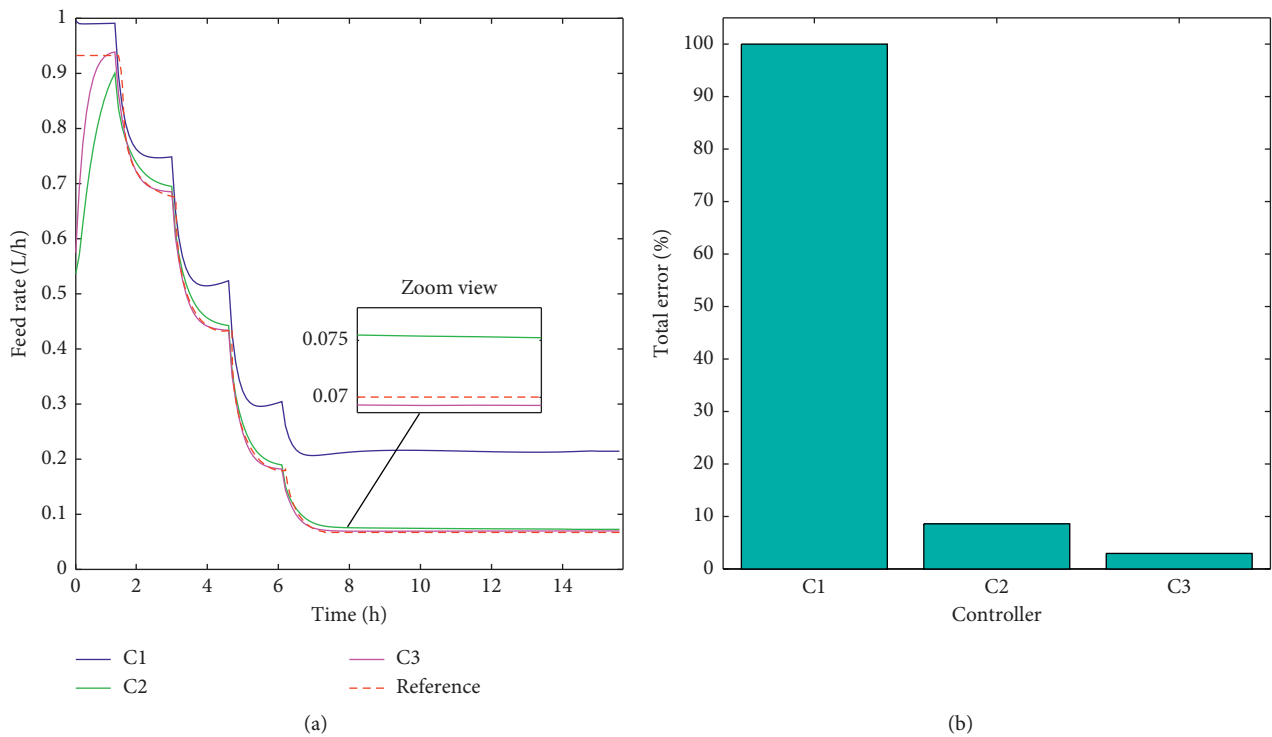 1
0.9
0.8
0.7
0.6
0.5
0.4
0.3
0.2
0.1
0
Feed rate (L/h)
0 2 4 6 8 10 12 14
Time (h)
Zoom view
0.075
0.07
C1
C2
C3
Reference
(a)
100
90
80
70
60
50
40
30
20
10
0
Total error (%)
C1 C2 C3
Controller
(b)